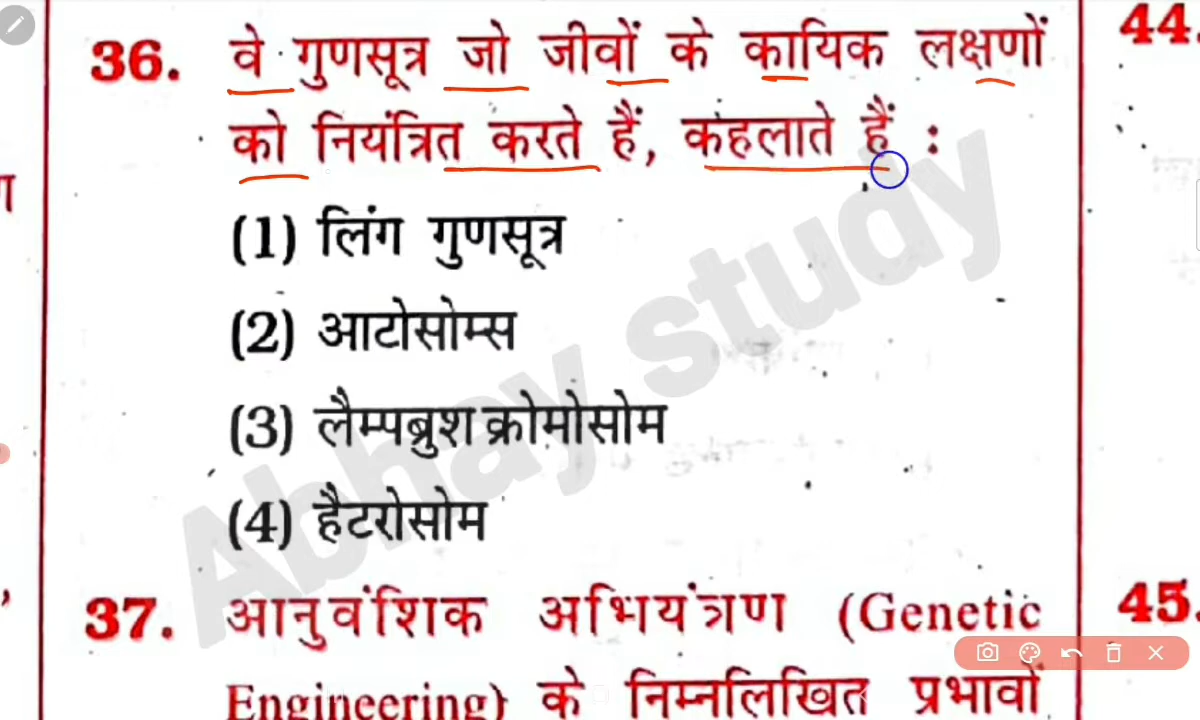 36. वे गुणसूत्र जो जीवों के कायिक लक्षणों
को नियंत्रित करते हैं, कहलाते हैं :
(1) लिंग गुणसूत्र
(2) आटोसोम्स
(3) लैम्पब्रुश क्रोमोसोम
(4) हैटरोसोम
37. आनुवंशिक अभियंत्रण (Genetic
Engineering) के निम्नलिखित प्रभावों
44.
45.
Abhay study